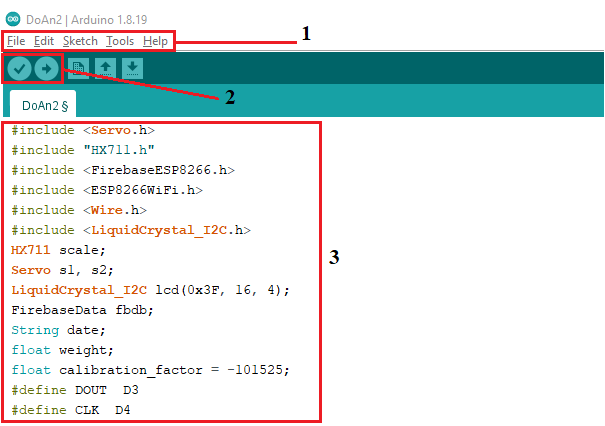 DoAn2 | Arduino 1.8.19
File Edit Sketch Tools Help
1
2
DoAn2 §
#include <Servo.h>
#include "HX711.h"
#include <FirebaseESP8266.h>
#include <ESP8266WiFi.h>
#include <Wire.h>
#include <LiquidCrystal_I2C.h>
3
HX711 scale;
Servo s1, s2;
LiquidCrystal_I2C lcd(0x3F, 16, 4);
FirebaseData fbdb;
String date;
float weight;
float calibration_factor = -101525;
#define DOUT  D3
#define CLK  D4